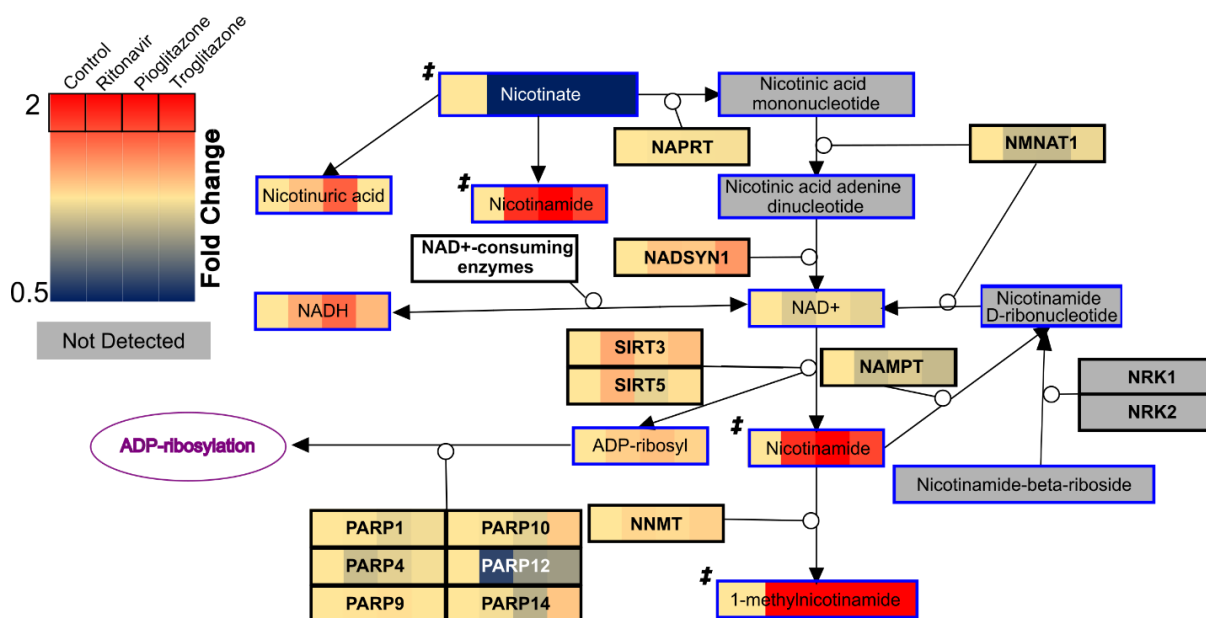 Control
Ritonavir
Pioglitazone
Troglitazone
2
0.5
Fold Change
Not Detected
‡
Nicotinate
Nicotinic acid
mononucleotide
NAPRT
NMNAT1
Nicotinuric acid
‡
Nicotinamide
Nicotinic acid adenine
dinucleotide
NAD+-consuming
enzymes
NADSYN1
NADH
NAD+
Nicotinamide
D-ribonucleotide
SIRT3
SIRT5
NAMPT
NRK1
NRK2
ADP-ribosylation
ADP-ribosyl
‡
Nicotinamide
Nicotinamide-beta-riboside
PARP1
PARP10
PARP4
PARP12
PARP9
PARP14
NNMT
‡
1-methylnicotinamide